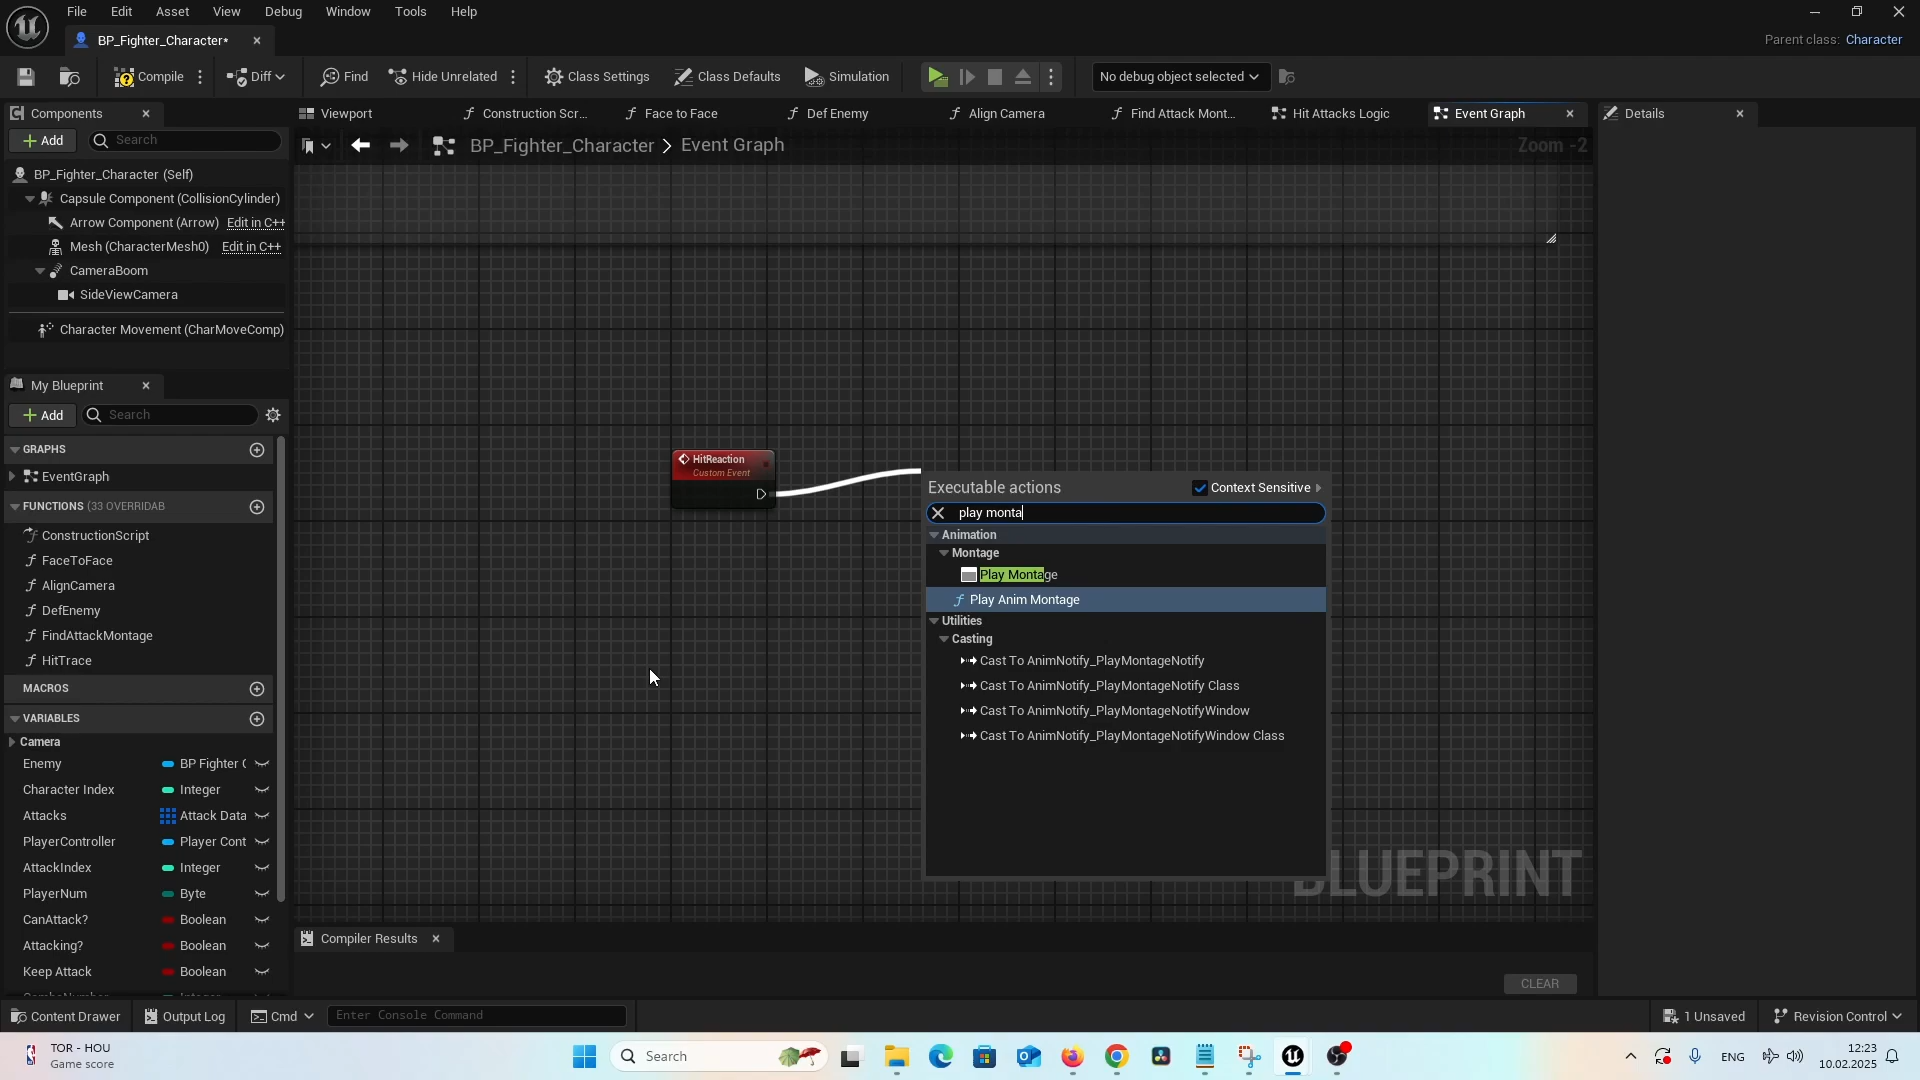 File Edit Asset View Debug Window Tools Help
BP_Fighter_Character*
Parent class: Character
Compile Diff Find Hide Unrelated Class Settings Class Defaults Simulation No debug object selected
Components
Add Search
BP_Fighter_Character (Self)
Capsule Component (CollisionCylinder)
Arrow Component (Arrow) Edit in C++
Mesh (CharacterMesh0) Edit in C++
CameraBoom
SideViewCamera
Character Movement (CharMoveComp)
My Blueprint
Add Search
GRAPHS
EventGraph
FUNCTIONS (33 OVERRIDAB
ConstructionScript
FaceToFace
AlignCamera
DefEnemy
FindAttackMontage
HitTrace
MACROS
VARIABLES
Camera
Enemy BP Fighter C
Character Index Integer
Attacks Attack Data
PlayerController Player Cont
AttackIndex Integer
PlayerNum Byte
CanAttack? Boolean
Attacking? Boolean
Keep Attack Boolean
Viewport Construction Scr... Face to Face Def Enemy Align Camera Find Attack Mont... Hit Attacks Logic Event Graph
BP_Fighter_Character > Event Graph
Zoom -2
HitReaction
Custom Event
Executable actions Context Sensitive
play monta
Animation
Montage
Play Montage
Play Anim Montage
Utilities
Casting
Cast To AnimNotify_PlayMontageNotify
Cast To AnimNotify_PlayMontageNotify Class
Cast To AnimNotify_PlayMontageNotifyWindow
Cast To AnimNotify_PlayMontageNotifyWindow Class
BLUEPRINT
Compiler Results
CLEAR
Details
Content Drawer Output Log Cmd Enter Console Command 1 Unsaved Revision Control
TOR - HOU
Game score
Search
ENG
12:23
10.02.2025